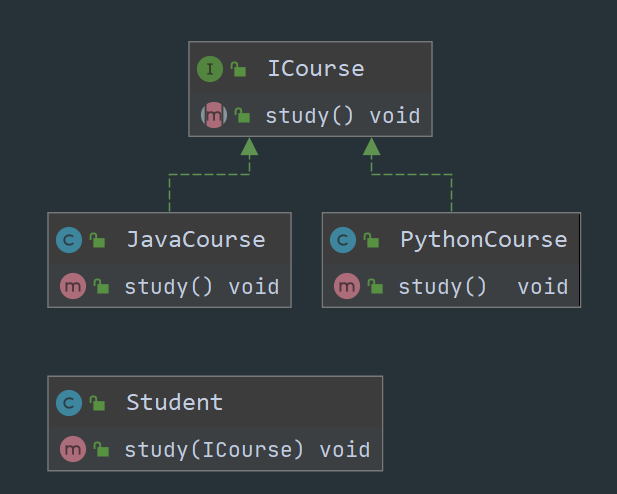 I ICourse
m study() void
C JavaCourse
m study() void
C PythonCourse
m study() void
C Student
m study(ICourse) void